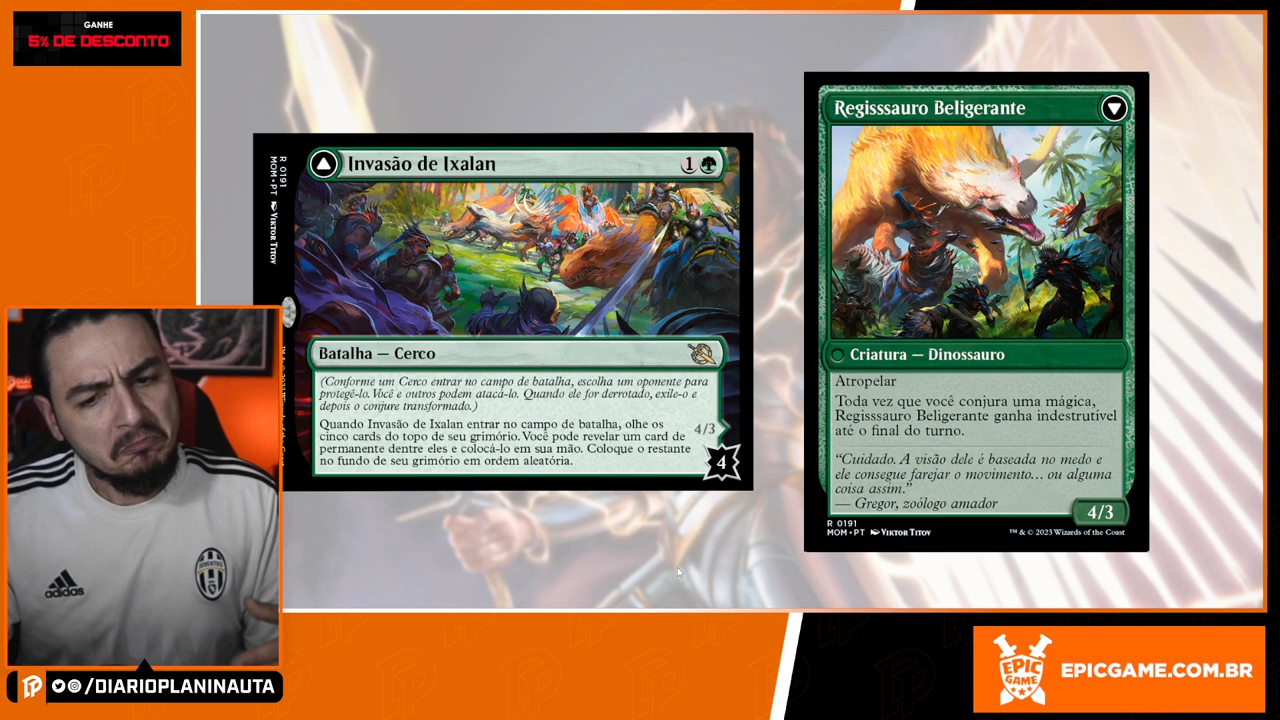 GANHE
5% DE DESCONTO
R 0191
MOM • PT VIKTOR TITOV
Invasão de Ixalan
1
Batalha — Cerco
(Conforme um Cerco entrar no campo de batalha, escolha um oponente para
protegê-lo. Você e outros podem atacá-lo. Quando ele for derrotado, exile-o e
depois o conjure transformado.)
Quando Invasão de Ixalan entrar no campo de batalha, olhe os
cinco cards do topo de seu grimório. Você pode revelar um card de
permanente dentre eles e colocá-lo em sua mão. Coloque o restante
no fundo de seu grimório em ordem aleatória.
4/3
4
Regisssauro Beligerante
Criatura — Dinossauro
Atropelar
Toda vez que você conjura uma mágica,
Regisssauro Beligerante ganha indestrutível
até o final do turno.
“Cuidado. A visão dele é baseada no medo e
ele consegue farejar o movimento... ou alguma
coisa assim.”
— Gregor, zoólogo amador
4/3
R 0191
MOM • PT VIKTOR TITOV
™ & © 2023 Wizards of the Coast
adidas
JUVENTUS
/DIARIOPLANINAUTA
EPIC
GAME
EPICGAME.COM.BR